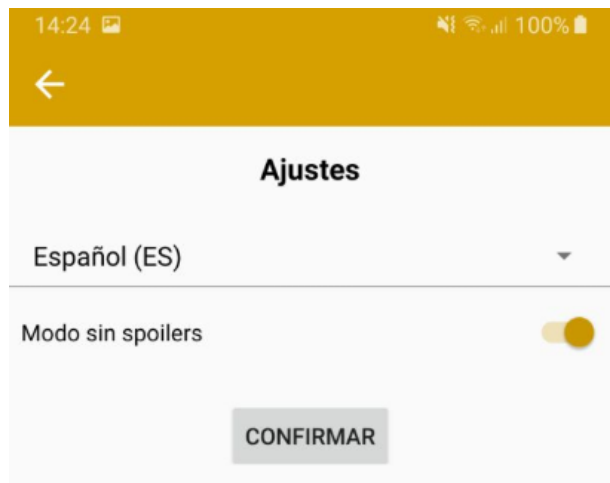 14:24 100%
Ajustes
Español (ES)
Modo sin spoilers
CONFIRMAR